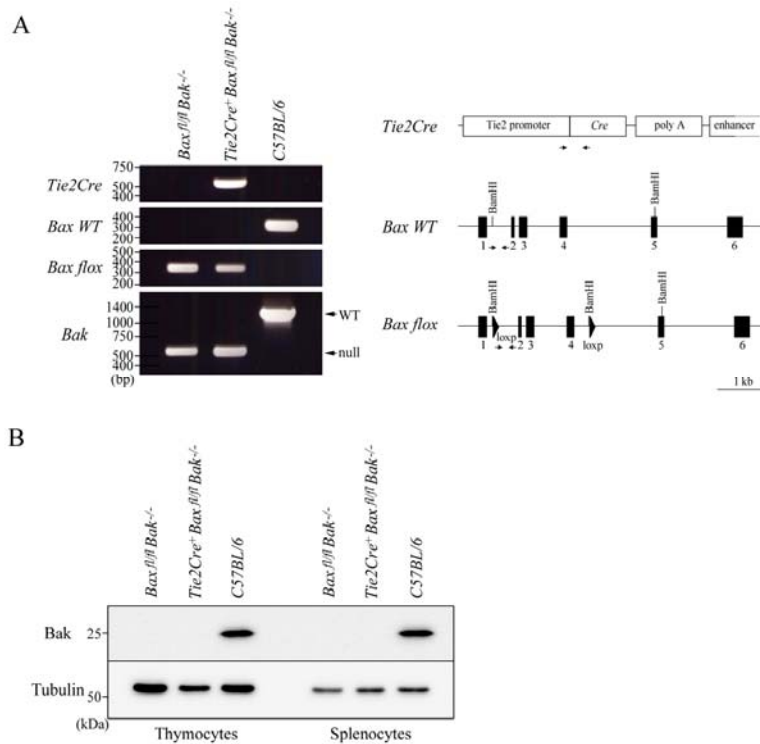 A
Bax fl/fl Bak-/-
Tie2Cre+ Bax fl/fl Bak-/-
C57BL/6
Tie2Cre
750
500
400
Bax WT
400
300
200
Bax flox
500
400
300
200
Bak
1400
1000
750
500
400
(bp)
WT
null
Tie2Cre
Tie2 promoter
Cre
poly A
enhancer
Bax WT
BamHI
BamHI
1 2 3 4 5 6
Bax flox
BamHI
BamHI
BamHI
loxp
loxp
1 2 3 4 5 6
1 kb
B
Bax fl/fl Bak-/-
Tie2Cre+ Bax fl/fl Bak-/-
C57BL/6
Bax fl/fl Bak-/-
Tie2Cre+ Bax fl/fl Bak-/-
C57BL/6
Bak 25
Tubulin 50
(kDa)
Thymocytes Splenocytes